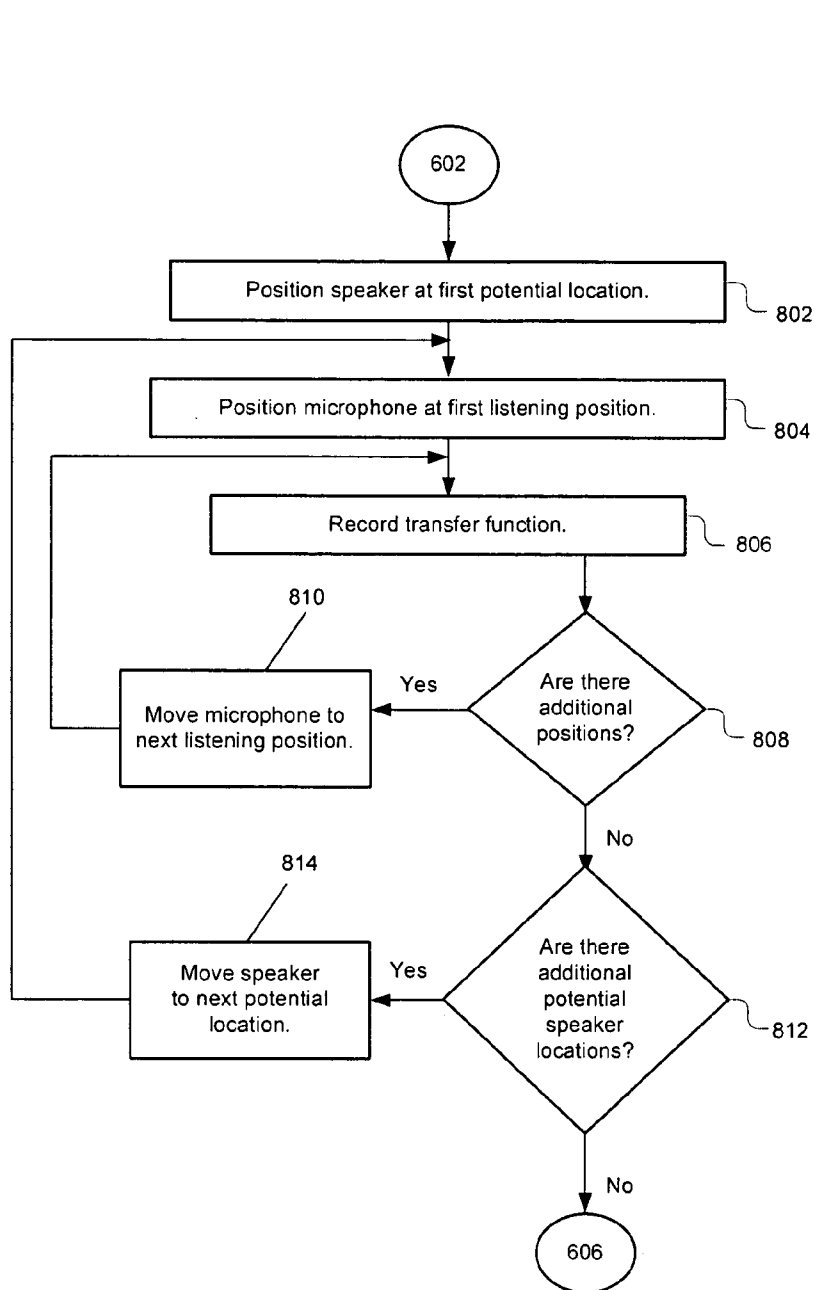 602
Position speaker at first potential location.
802
Position microphone at first listening position.
804
Record transfer function.
806
810
Yes
Are there
additional
positions?
808
Move microphone to
next listening position.
No
814
Yes
Are there
additional
potential
speaker
locations?
812
Move speaker
to next potential
location.
No
606